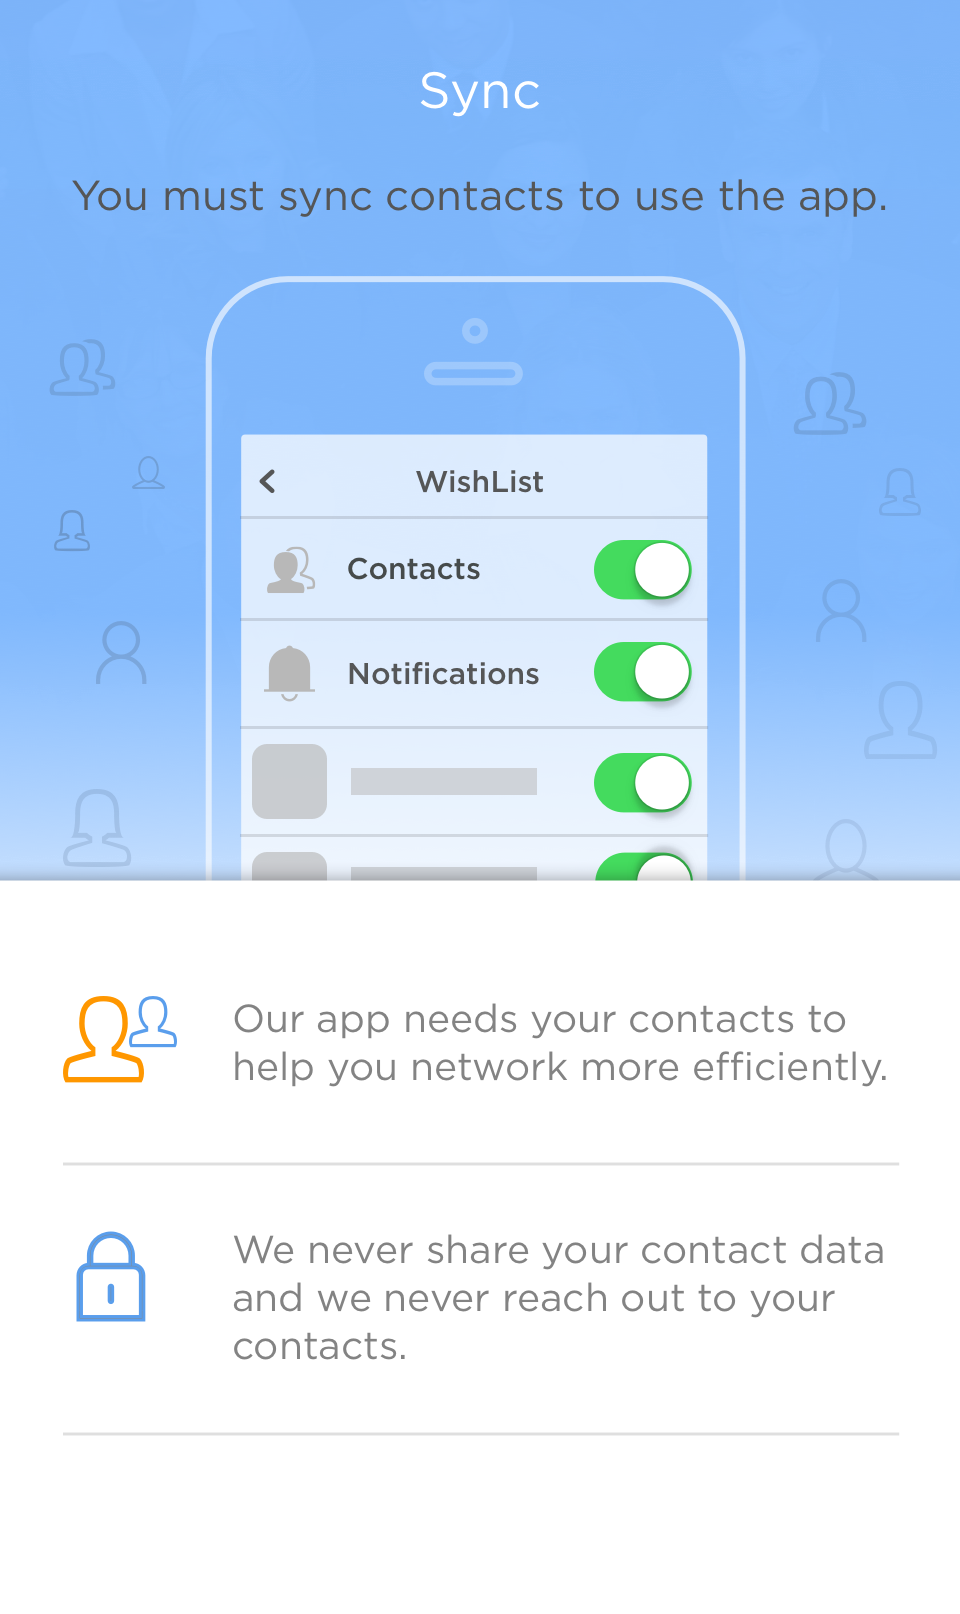 Sync
You must sync contacts to use the app.
WishList
Contacts
Notifications
Our app needs your contacts to
help you network more efficiently.
We never share your contact data
and we never reach out to your
contacts.